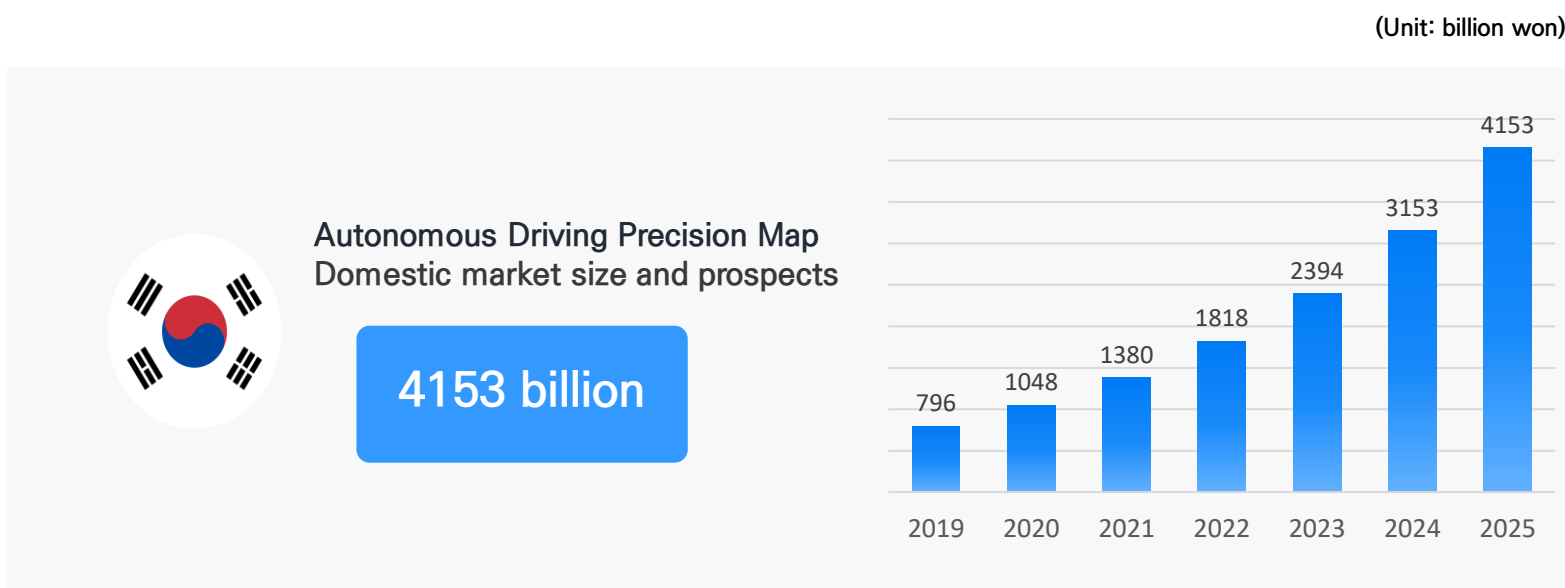 (Unit: billion won)
Autonomous Driving Precision Map
Domestic market size and prospects
4153 billion
796
1048
1380
1818
2394
3153
4153
2019 2020 2021 2022 2023 2024 2025